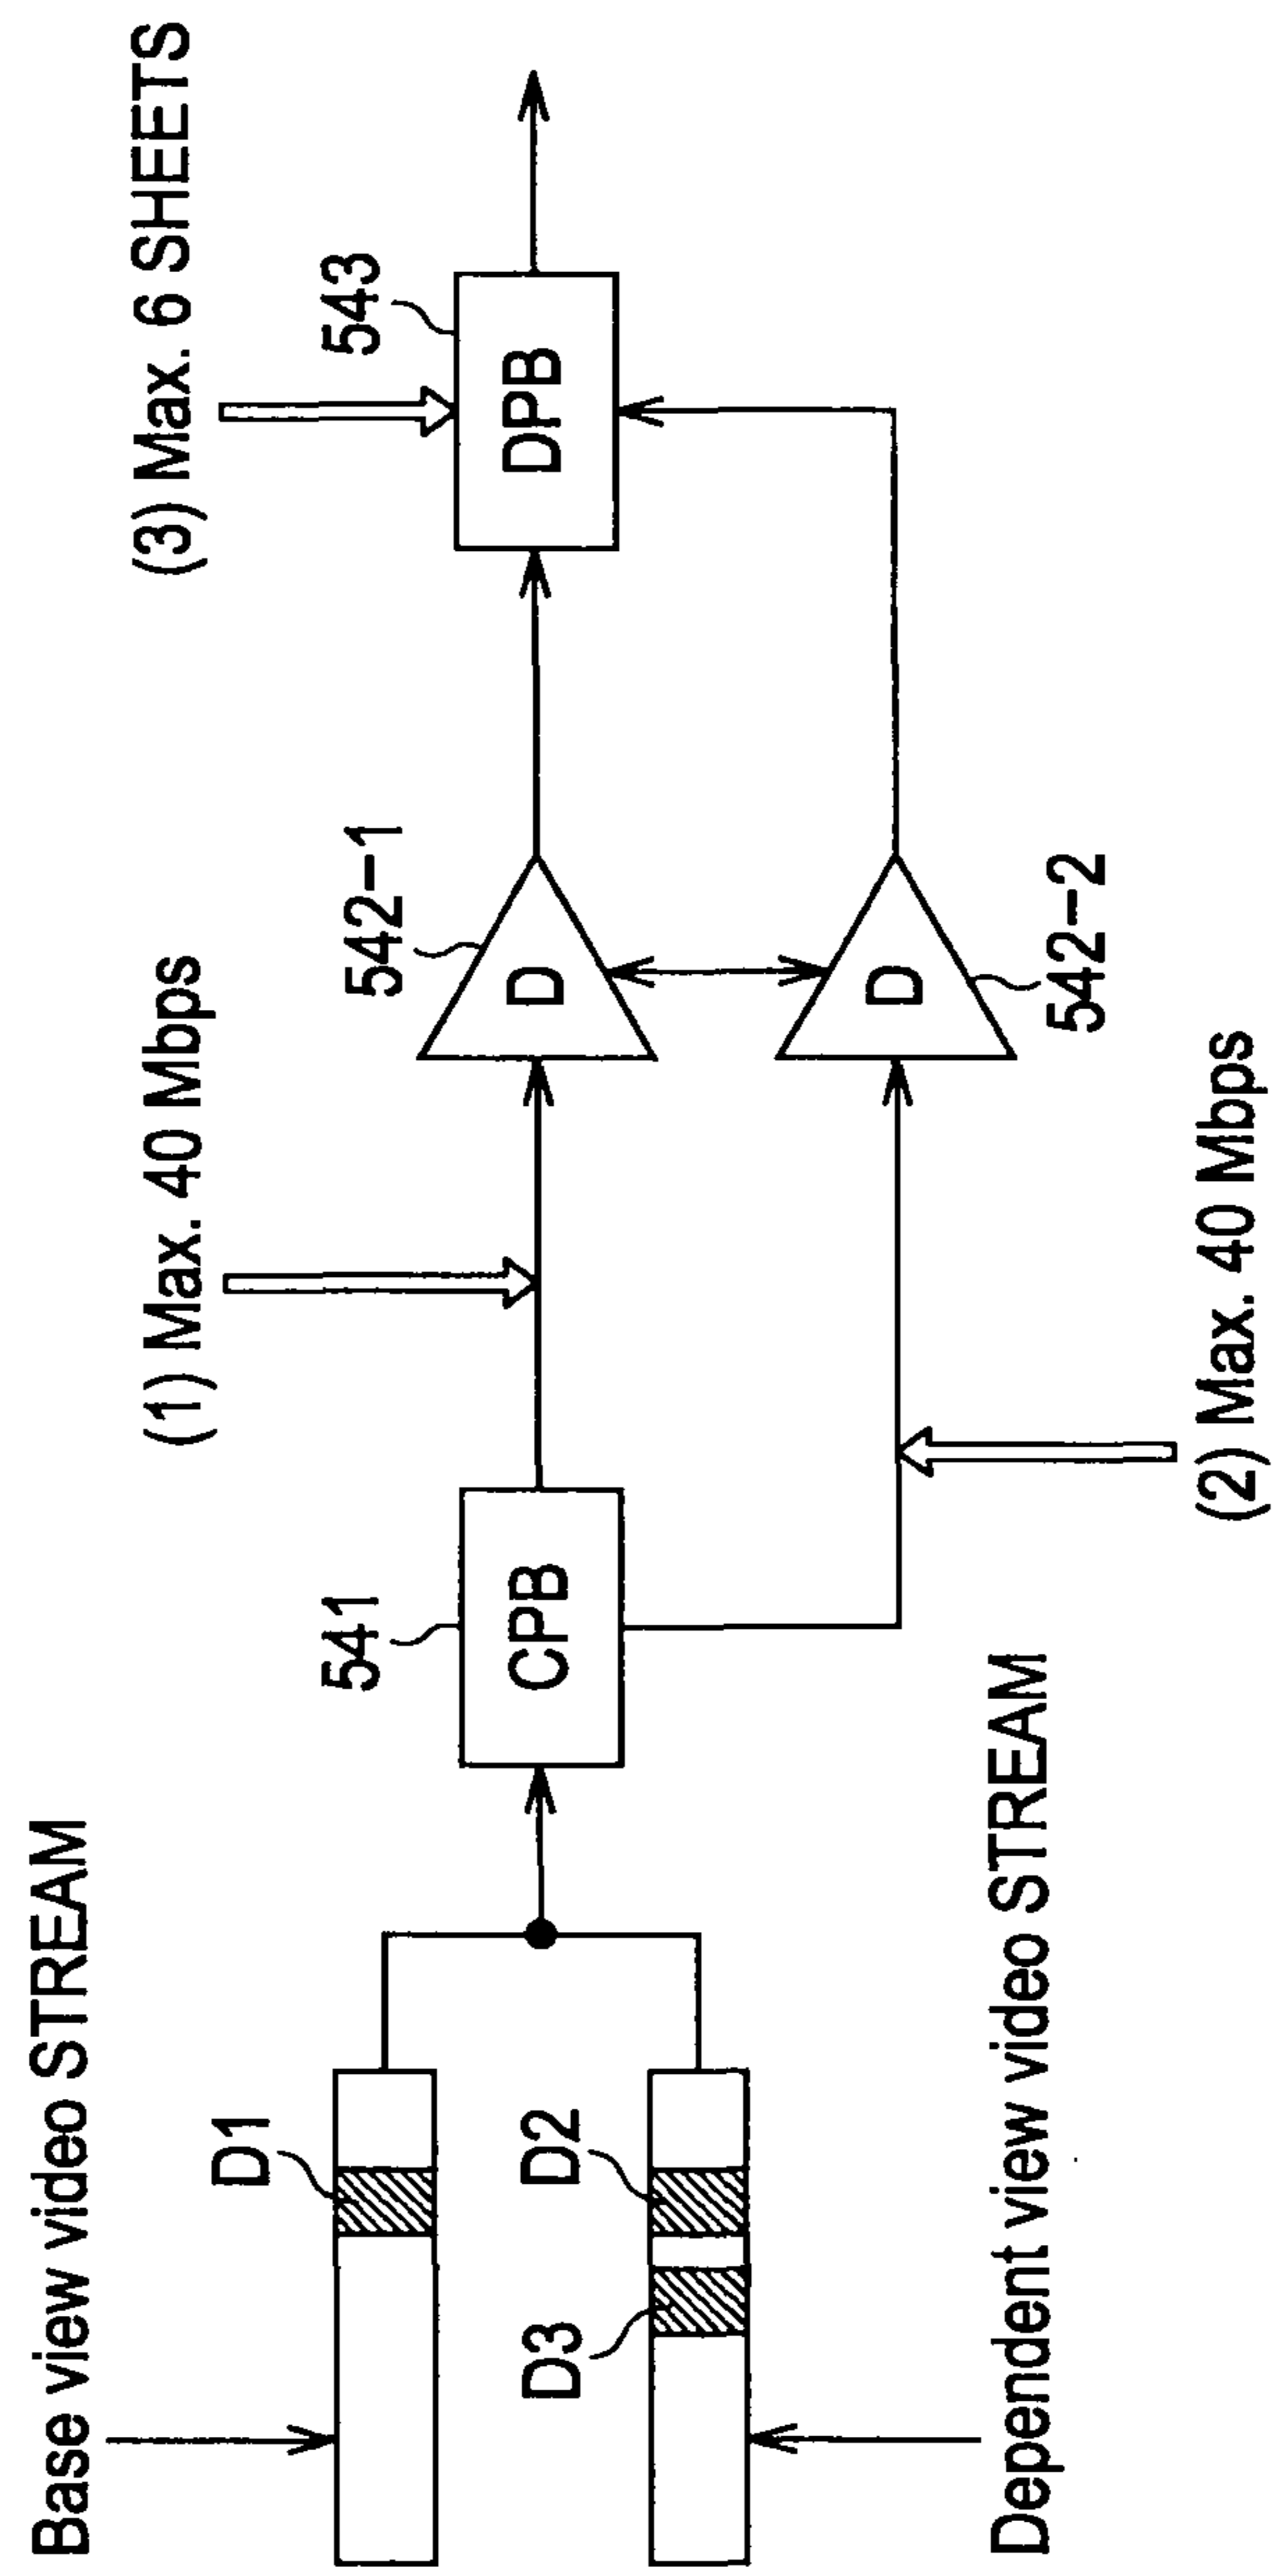 Base view video STREAM
D1
D2
D3
Dependent view video STREAM
541
CPB
(1) Max. 40 Mbps
(2) Max. 40 Mbps
542-1
D
D
542-2
(3) Max. 6 SHEETS
543
DPB